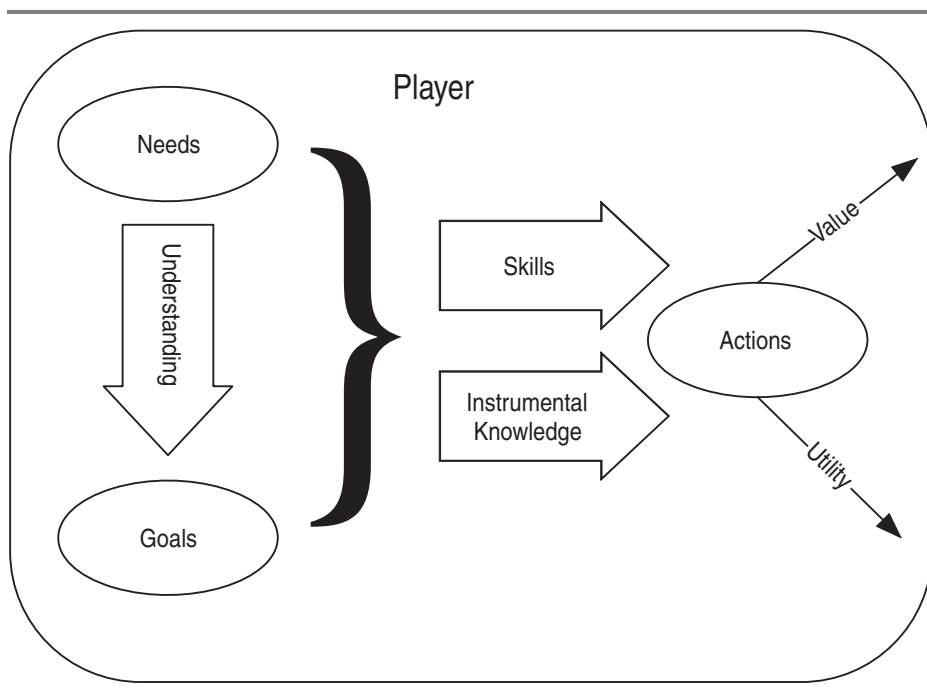 Player
Needs
Understanding
Goals
Skills
Instrumental
Knowledge
Actions
Value
Utility